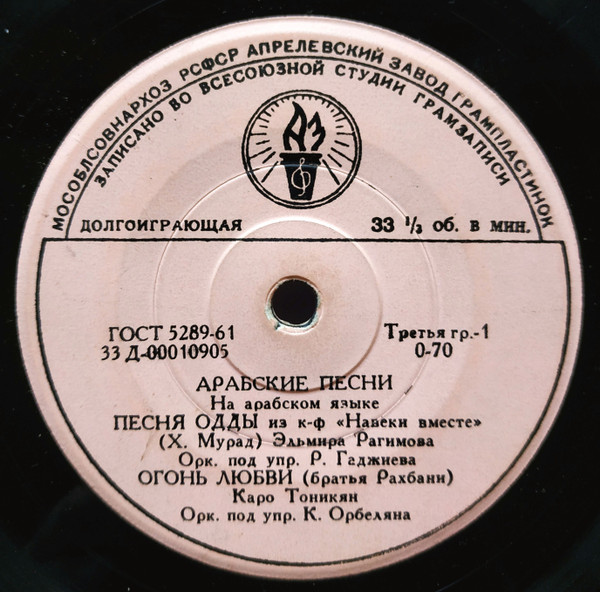 МОСОБЛСОВНАРХОЗ РСФСР АПРЕЛЕВСКИЙ ЗАВОД ГРАМПЛАСТИНОК
ЗАПИСАНО ВО ВСЕСОЮЗНОЙ СТУДИИ ГРАМЗАПИСИ
АЗ
ДОЛГОИГРАЮЩАЯ 33 1/3 об. в мин.
ГОСТ 5289-61 Третья гр.-1
33 Д-00010905 0-70
АРАБСКИЕ ПЕСНИ
На арабском языке
ПЕСНЯ ОДДЫ из к-ф «Навеки вместе»
(Х. Мурад) Эльмира Рагимова
Орк. под упр. Р. Гаджиева
ОГОНЬ ЛЮБВИ (братья Рахбани)
Каро Тоникян
Орк. под упр. К. Орбеляна